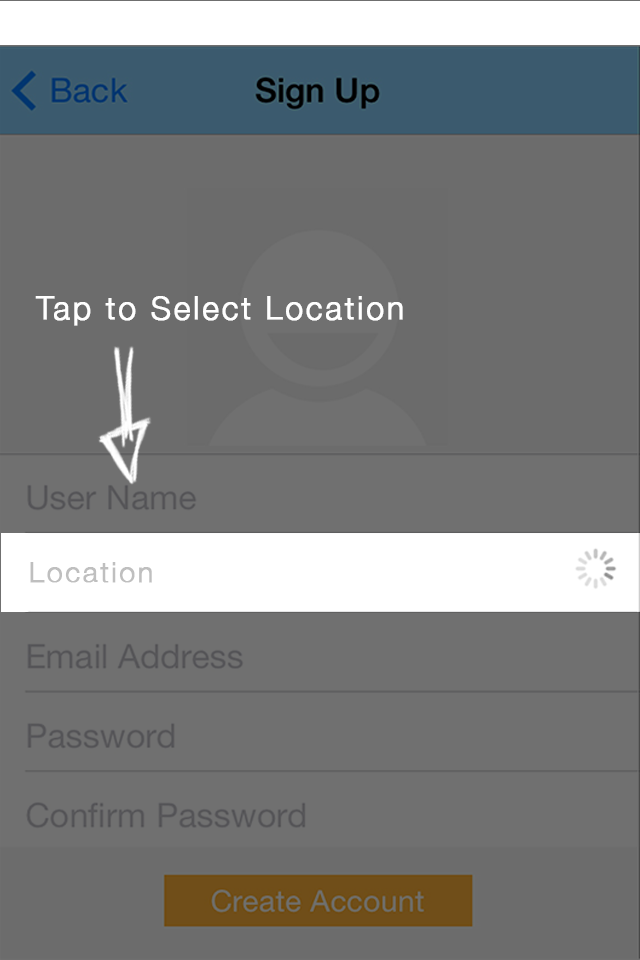 Back
Sign Up
Tap to Select Location
User Name
Location
Email Address
Password
Confirm Password
Create Account